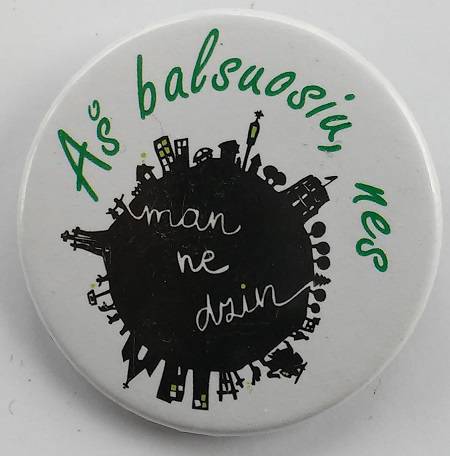 Aš balsuosiu, nes
man
ne
dzin